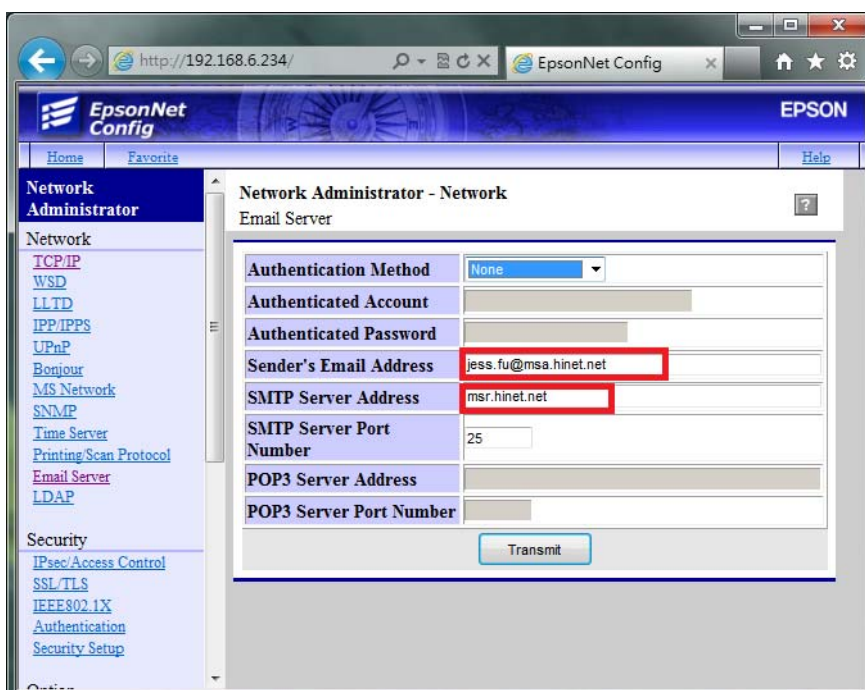 http://192.168.6.234/
EpsonNet Config
EpsonNet
Config
EPSON
Home
Favorite
Help
Network
Administrator
Network
TCP/IP
WSD
LLTD
IPP/IPPS
UPnP
Bonjour
MS Network
SNMP
Time Server
Printing/Scan Protocol
Email Server
LDAP
Security
IPsec/Access Control
SSL/TLS
IEEE802.1X
Authentication
Security Setup
Network Administrator - Network
Email Server
?
Authentication Method None
Authenticated Account
Authenticated Password
Sender's Email Address jess.fu@msa.hinet.net
SMTP Server Address msr.hinet.net
SMTP Server Port
Number 25
POP3 Server Address
POP3 Server Port Number
Transmit